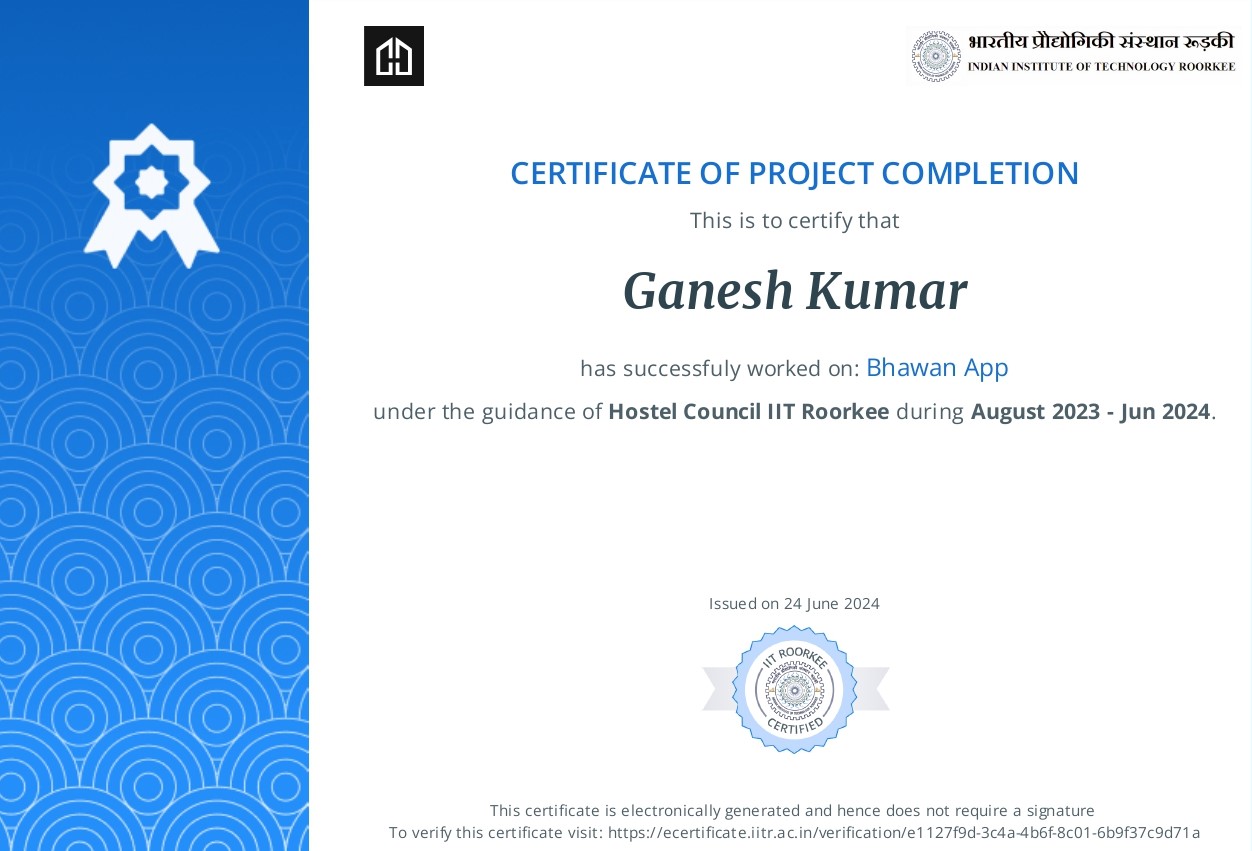 भारतीय प्रौद्योगिकी संस्थान रूड़की
INDIAN INSTITUTE OF TECHNOLOGY ROORKEE
CERTIFICATE OF PROJECT COMPLETION
This is to certify that
Ganesh Kumar
has successfuly worked on: Bhawan App
under the guidance of Hostel Council IIT Roorkee during August 2023 - Jun 2024.
Issued on 24 June 2024
IIT ROORKEE
CERTIFIED
This certificate is electronically generated and hence does not require a signature
To verify this certificate visit: https://ecertificate.iitr.ac.in/verification/e1127f9d-3c4a-4b6f-8c01-6b9f37c9d71a